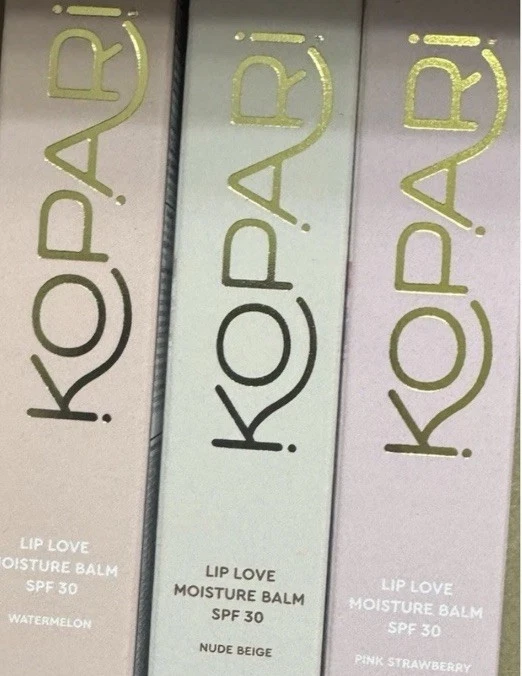 KOPARi
LIP LOVE
MOISTURE BALM
SPF 30
WATERMELON
KOPARi
LIP LOVE
MOISTURE BALM
SPF 30
NUDE BEIGE
KOPARi
LIP LOVE
MOISTURE BALM
SPF 30
PINK STRAWBERRY